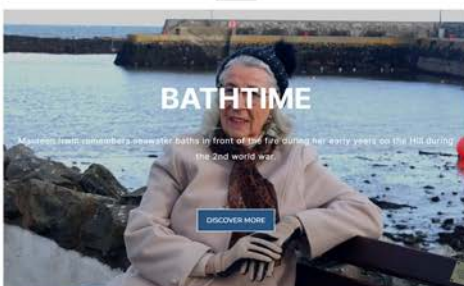 BATHTIME
Maureen Irwin remembers seawater baths in front of the fire during her early years on the Hill during
the 2nd world war.
DISCOVER MORE